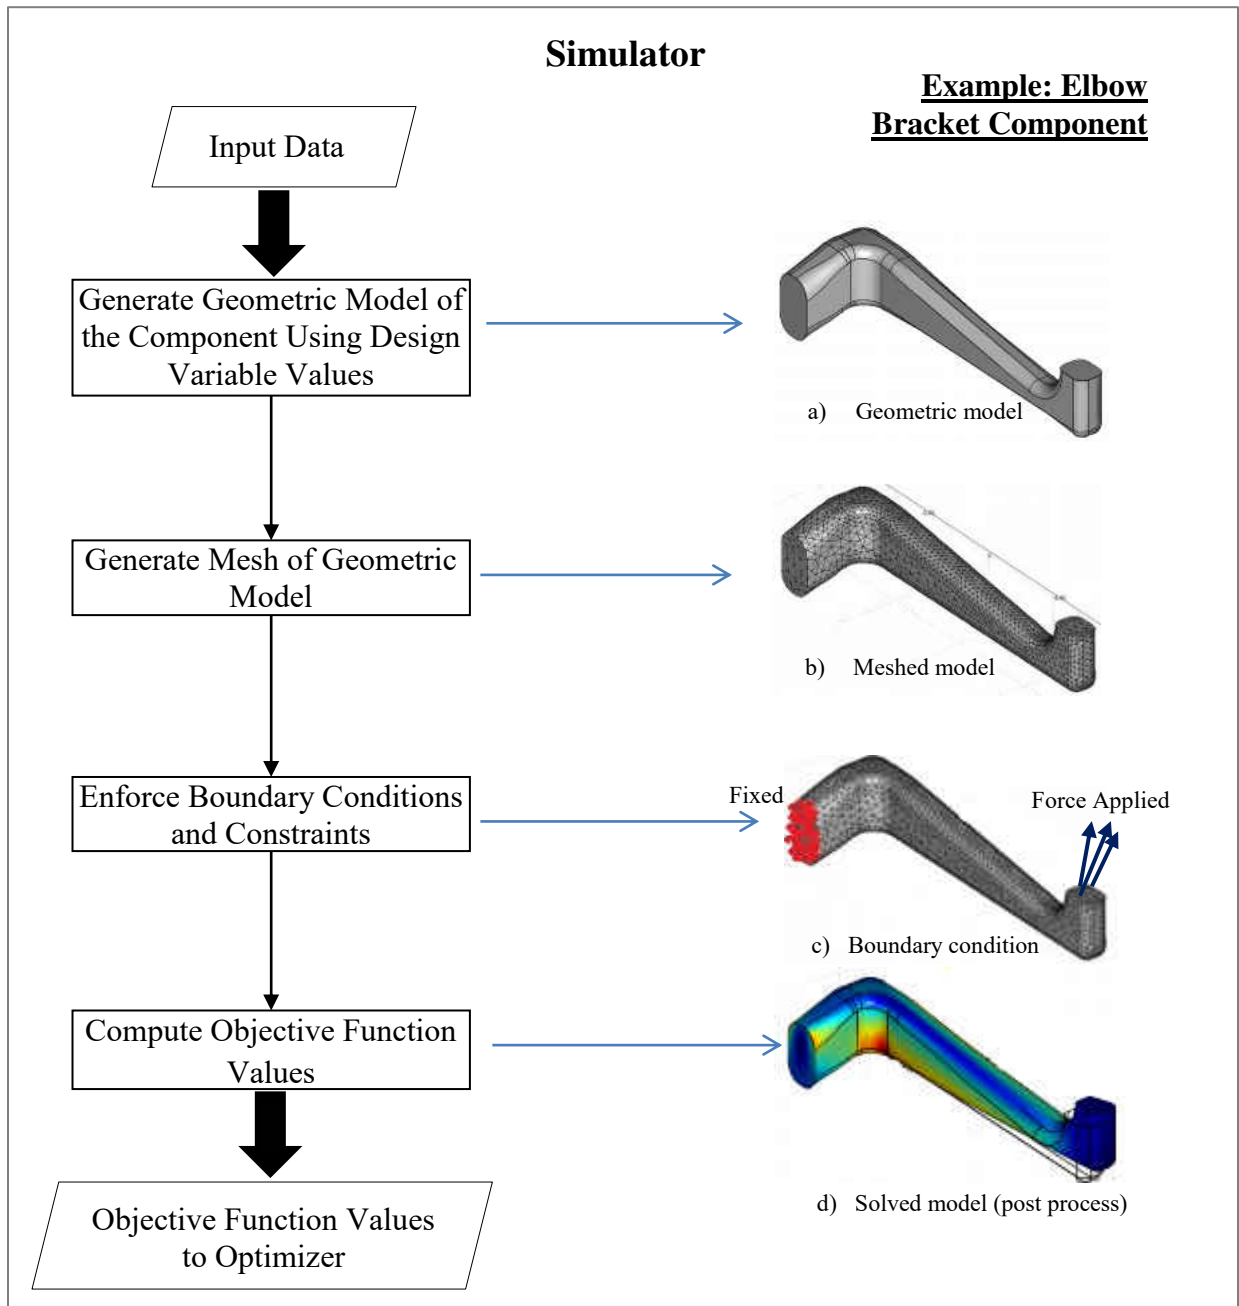 Simulator
Example: Elbow
Bracket Component
Input Data
Generate Geometric Model of
the Component Using Design
Variable Values
a) Geometric model
Generate Mesh of Geometric
Model
b) Meshed model
Enforce Boundary Conditions
and Constraints
Fixed
Force Applied
c) Boundary condition
Compute Objective Function
Values
d) Solved model (post process)
Objective Function Values
to Optimizer